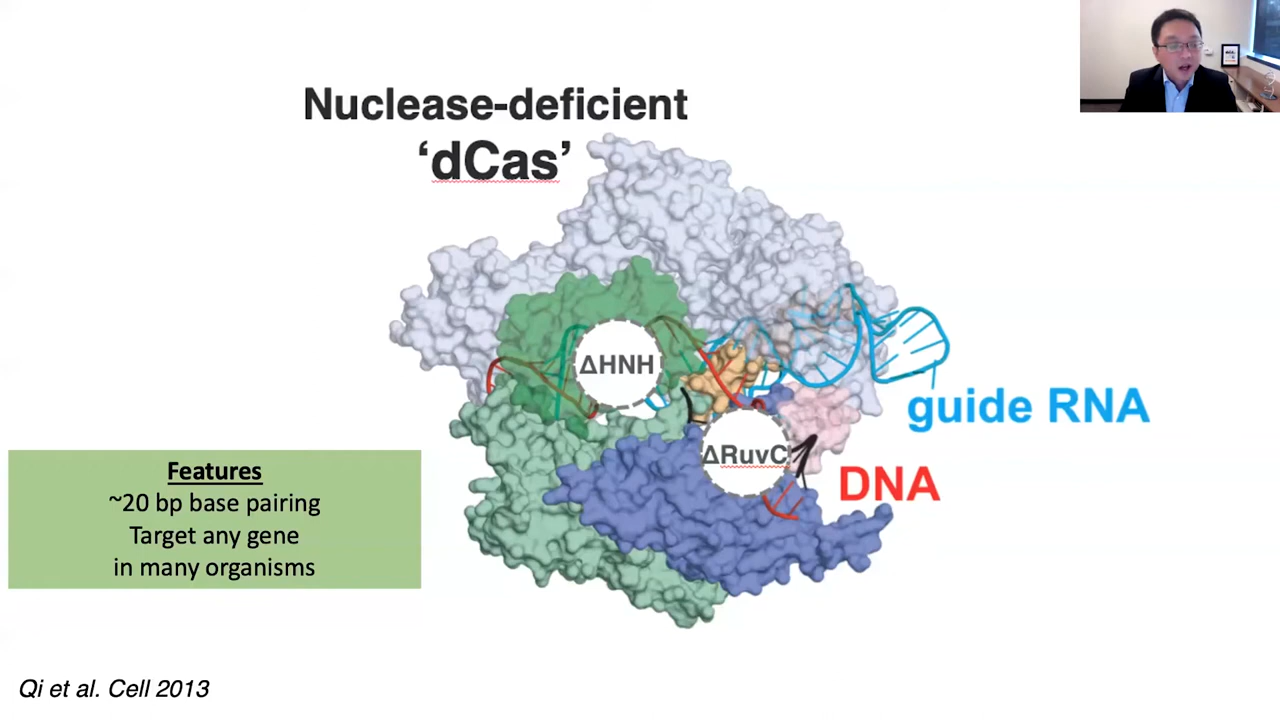 Nuclease-deficient
‘dCas’
ΔHNH
ΔRuvC
guide RNA
DNA
Features
~20 bp base pairing
Target any gene
in many organisms
Qi et al. Cell 2013